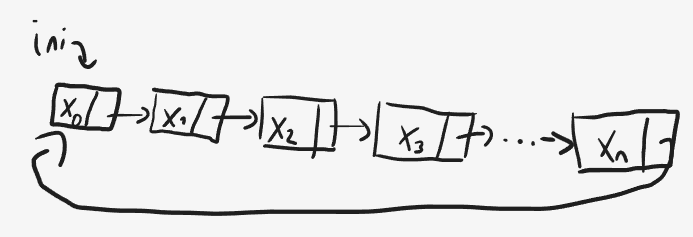 ini
X₀ X₁ X₂ X₃ ... Xₙ